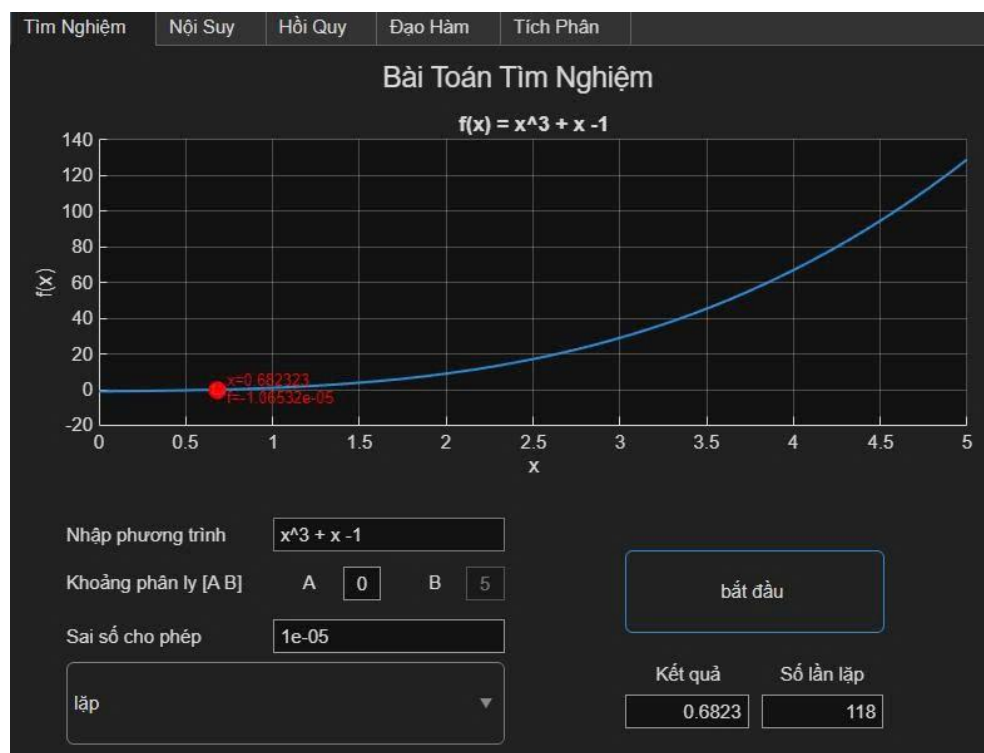 Tìm Nghiệm Nội Suy Hồi Quy Đạo Hàm Tích Phân
Bài Toán Tìm Nghiệm
f(x) = x^3 + x -1
140
120
100
80
60
40
20
0
-20
f(x)
x=0.682323
f=-1.06532e-05
0 0.5 1 1.5 2 2.5 3 3.5 4 4.5 5
x
Nhập phương trình x^3 + x -1
Khoảng phân ly [A B] A 0 B 5
bắt đầu
Sai số cho phép 1e-05
Kết quả Số lần lặp
lặp
0.6823 118